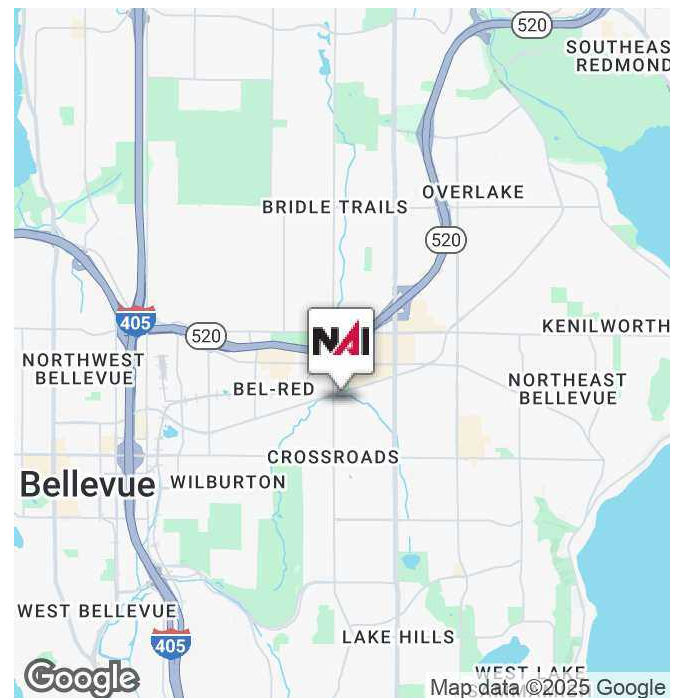 520
SOUTHEAS
REDMOND
OVERLAKE
BRIDLE TRAILS
520
405
520
NAI
KENILWORTH
NORTHWEST
BELLEVUE
BEL-RED
NORTHEAST
BELLEVUE
CROSSROADS
Bellevue
WILBURTON
WEST BELLEVUE
405
LAKE HILLS
WEST LAKE
Google
Map data ©2025 Google